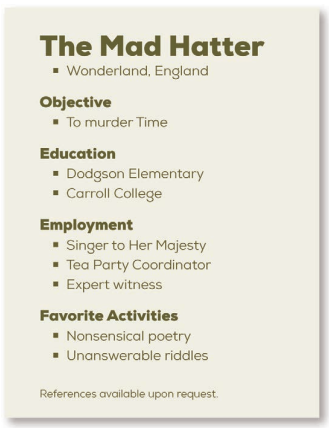 The Mad Hatter
▪ Wonderland, England
Objective
▪ To murder Time
Education
▪ Dodgson Elementary
▪ Carroll College
Employment
▪ Singer to Her Majesty
▪ Tea Party Coordinator
▪ Expert witness
Favorite Activities
▪ Nonsensical poetry
▪ Unanswerable riddles
References available upon request.